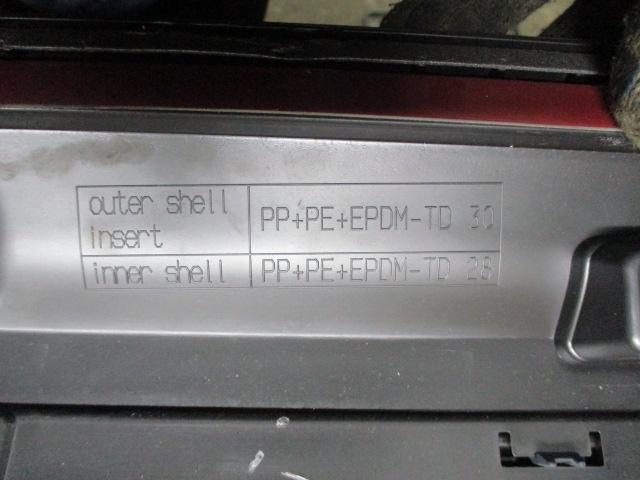 outer shell
insert
PP+PE+EPDM-TD 30
inner shell PP+PE+EPDM-TD 28